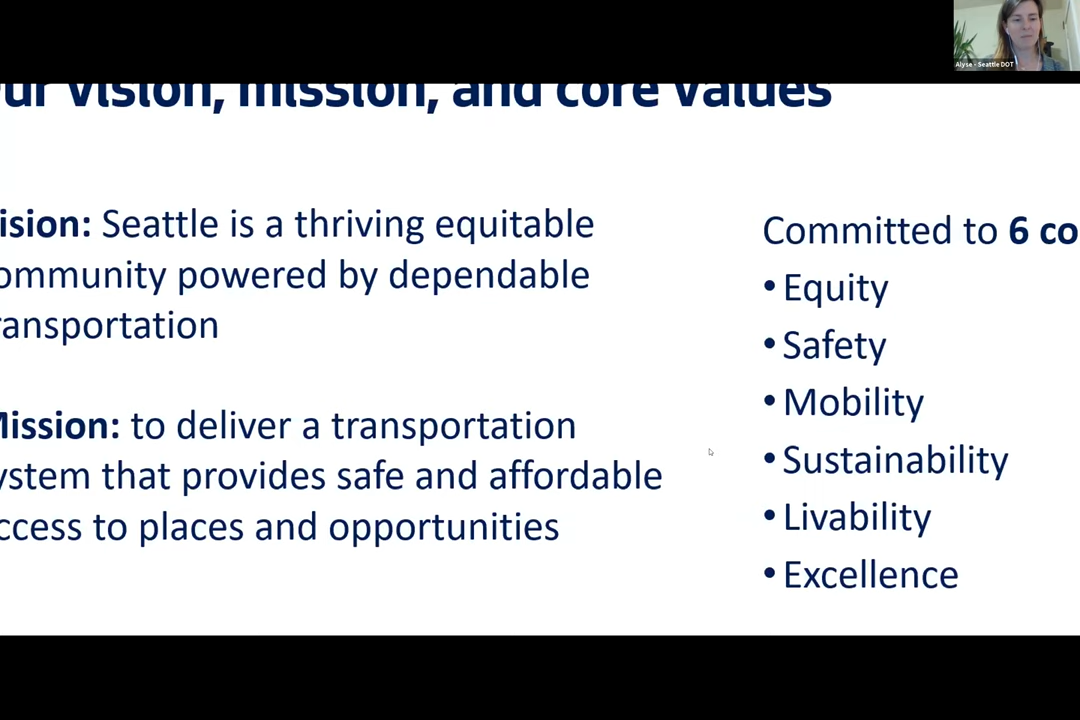 ur vision, mission, and core values
Alyse - Seattle DOT
ision: Seattle is a thriving equitable
ommunity powered by dependable
ransportation
Mission: to deliver a transportation
ystem that provides safe and affordable
ccess to places and opportunities
Committed to 6 co
• Equity
• Safety
• Mobility
• Sustainability
• Livability
• Excellence